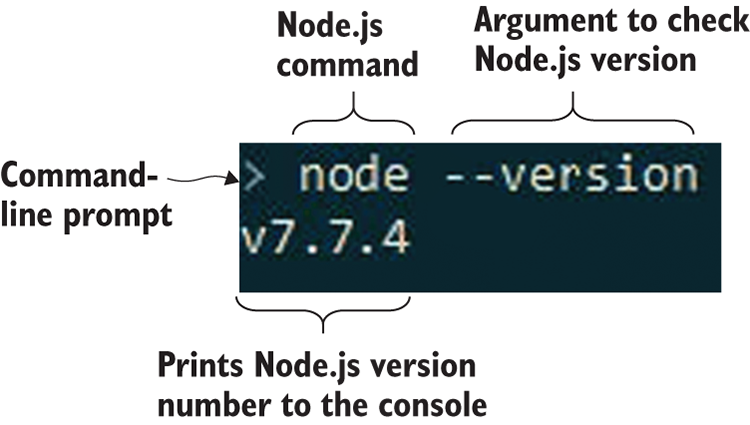 Node.js
command
Argument to check
Node.js version
Command-
line prompt
> node --version
v7.7.4
Prints Node.js version
number to the console